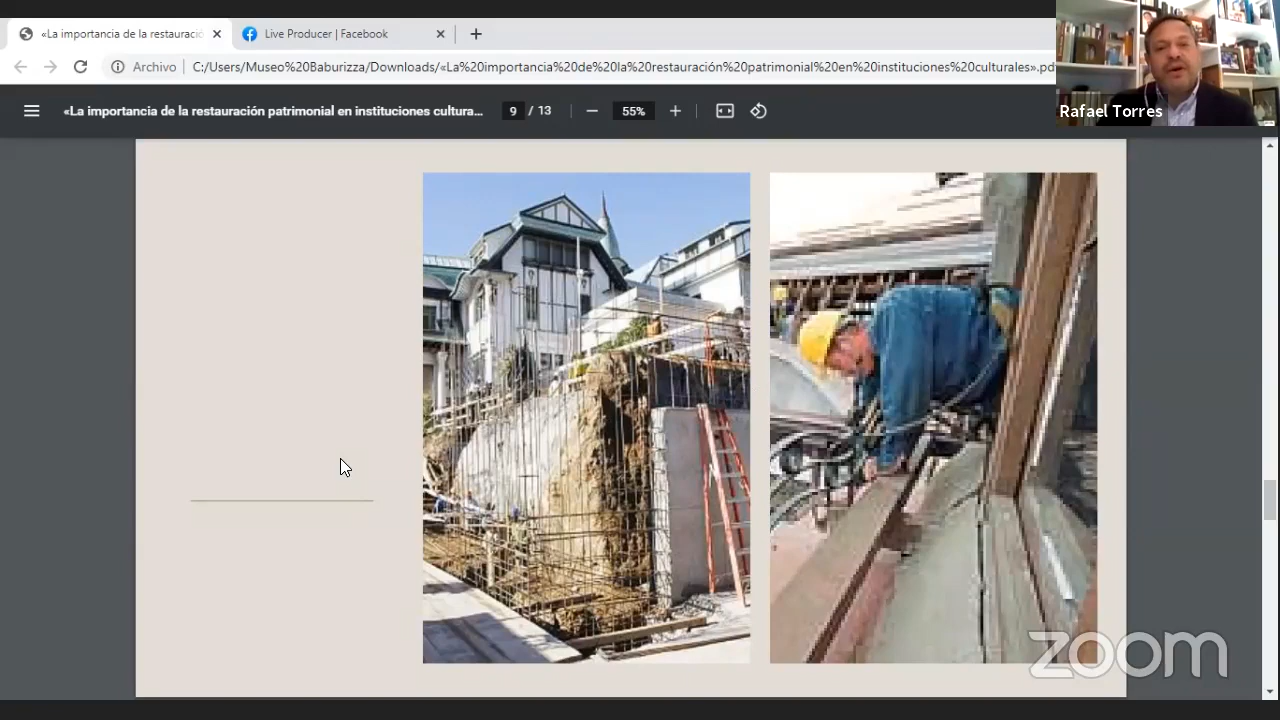 «La importancia de la restauració
Live Producer | Facebook
Archivo
C:/Users/Museo%20Baburizza/Downloads/«La%20importancia%20de%20la%20restauración%20patrimonial%20en%20instituciones%20culturales».pd
«La importancia de la restauración patrimonial en instituciones cultura...
9 / 13
55%
Rafael Torres
zoom